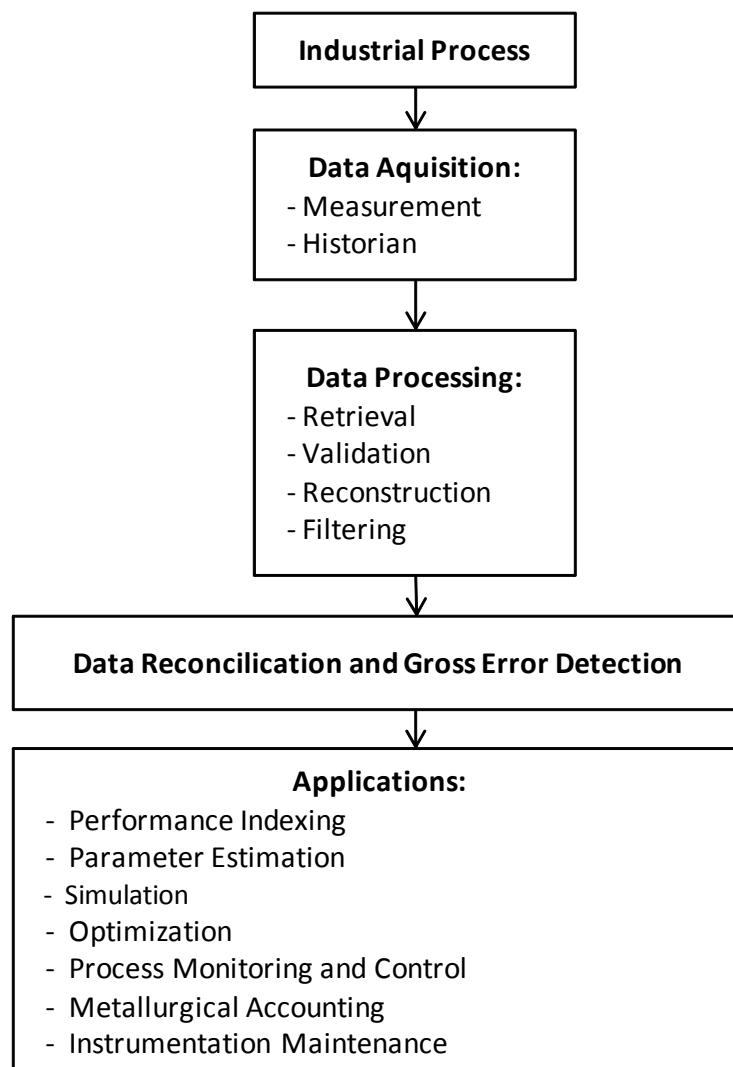 Industrial Process
Data Aquisition:
- Measurement
- Historian
Data Processing:
- Retrieval
- Validation
- Reconstruction
- Filtering
Data Reconcilication and Gross Error Detection
Applications:
- Performance Indexing
- Parameter Estimation
- Simulation
- Optimization
- Process Monitoring and Control
- Metallurgical Accounting
- Instrumentation Maintenance